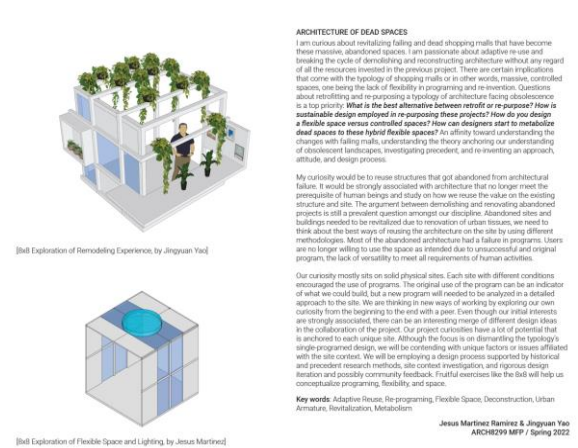 ARCHITECTURE OF DEAD SPACES
I am curious about revitalizing failing and dead shopping malls that have become
these massive, abandoned spaces. I am passionate about adaptive re-use and
breaking the cycle of demolishing and reconstructing architecture without any regard
of all the resources invested in the previous project. There are certain implications
that come with the typology of shopping malls or in other words, massive, controlled
spaces, one being the lack of flexibility in programing and re-invention. Questions
about retrofitting and re-purposing a typology of architecture facing obsolescence
is a top priority: What is the best alternative between retrofit or re-purpose? How is
sustainable design employed in re-purposing these projects? How do you design
a flexible space versus controlled spaces? How can designers start to metabolize
dead spaces to these hybrid flexible spaces? An affinity toward understanding the
changes with failing malls, understanding the theory anchoring our understanding
of obsolescent landscapes, investigating precedent, and re-inventing an approach,
attitude, and design process.
My curiosity would be to reuse structures that got abandoned from architectural
failure. It would be strongly associated with architecture that no longer meet the
prerequisite of human beings and study on how we reuse the value on the existing
structure and site. The argument between demolishing and renovating abandoned
projects is still a prevalent question amongst our discipline. Abandoned sites and
buildings needed to be revitalized due to renovation of urban tissues, we need to
think about the best ways of reusing the architecture on the site by using different
methodologies. Most of the abandoned architecture had a failure in programs. Users
are no longer willing to use the space as intended due to unsuccessful and original
program, the lack of versatility to meet all requirements of human activities.
Our curiosity mostly sits on solid physical sites. Each site with different conditions
encouraged the use of programs. The original use of the program can be an indicator
of what we could build, but a new program will needed to be analyzed in a detailed
approach to the site. We are thinking in new ways of working by exploring our own
curiosity from the beginning to the end with a peer. Even though our initial interests
are strongly associated, there can be an interesting merge of different design ideas
in the collaboration of the project. Our project curiosities have a lot of potential that
is anchored to each unique site. Although the focus is on dismantling the typology's
single-programed design, we will be contending with unique factors or issues affiliated
with the site context. We will be employing a design process supported by historical
and precedent research methods, site context investigation, and rigorous design
iteration and possibly community feedback. Fruitful exercises like the 8x8 will help us
conceptualize programing, flexibility, and space.
Key words: Adaptive Reuse, Re-programing, Flexible Space, Deconstruction, Urban
Armature, Revitalization, Metabolism
Jesus Martinez Ramirez & Jingyuan Yao
ARCH8299 MFP / Spring 2022
[8x8 Exploration of Remodeling Experience, by Jingyuan Yao]
[8x8 Exploration of Flexible Space and Lighting, by Jesus Martinez]